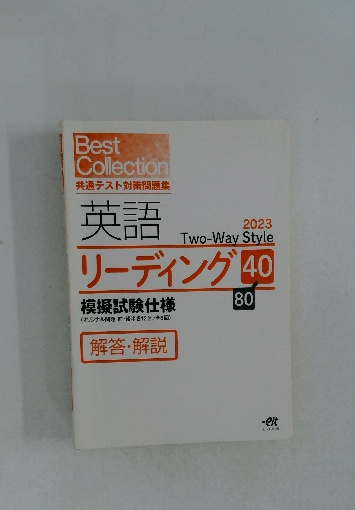 Best
Collection
共通テスト対策問題集
英語
2023
Two-Way Style
リーディング 40
80
模擬試験仕様
解答・解説